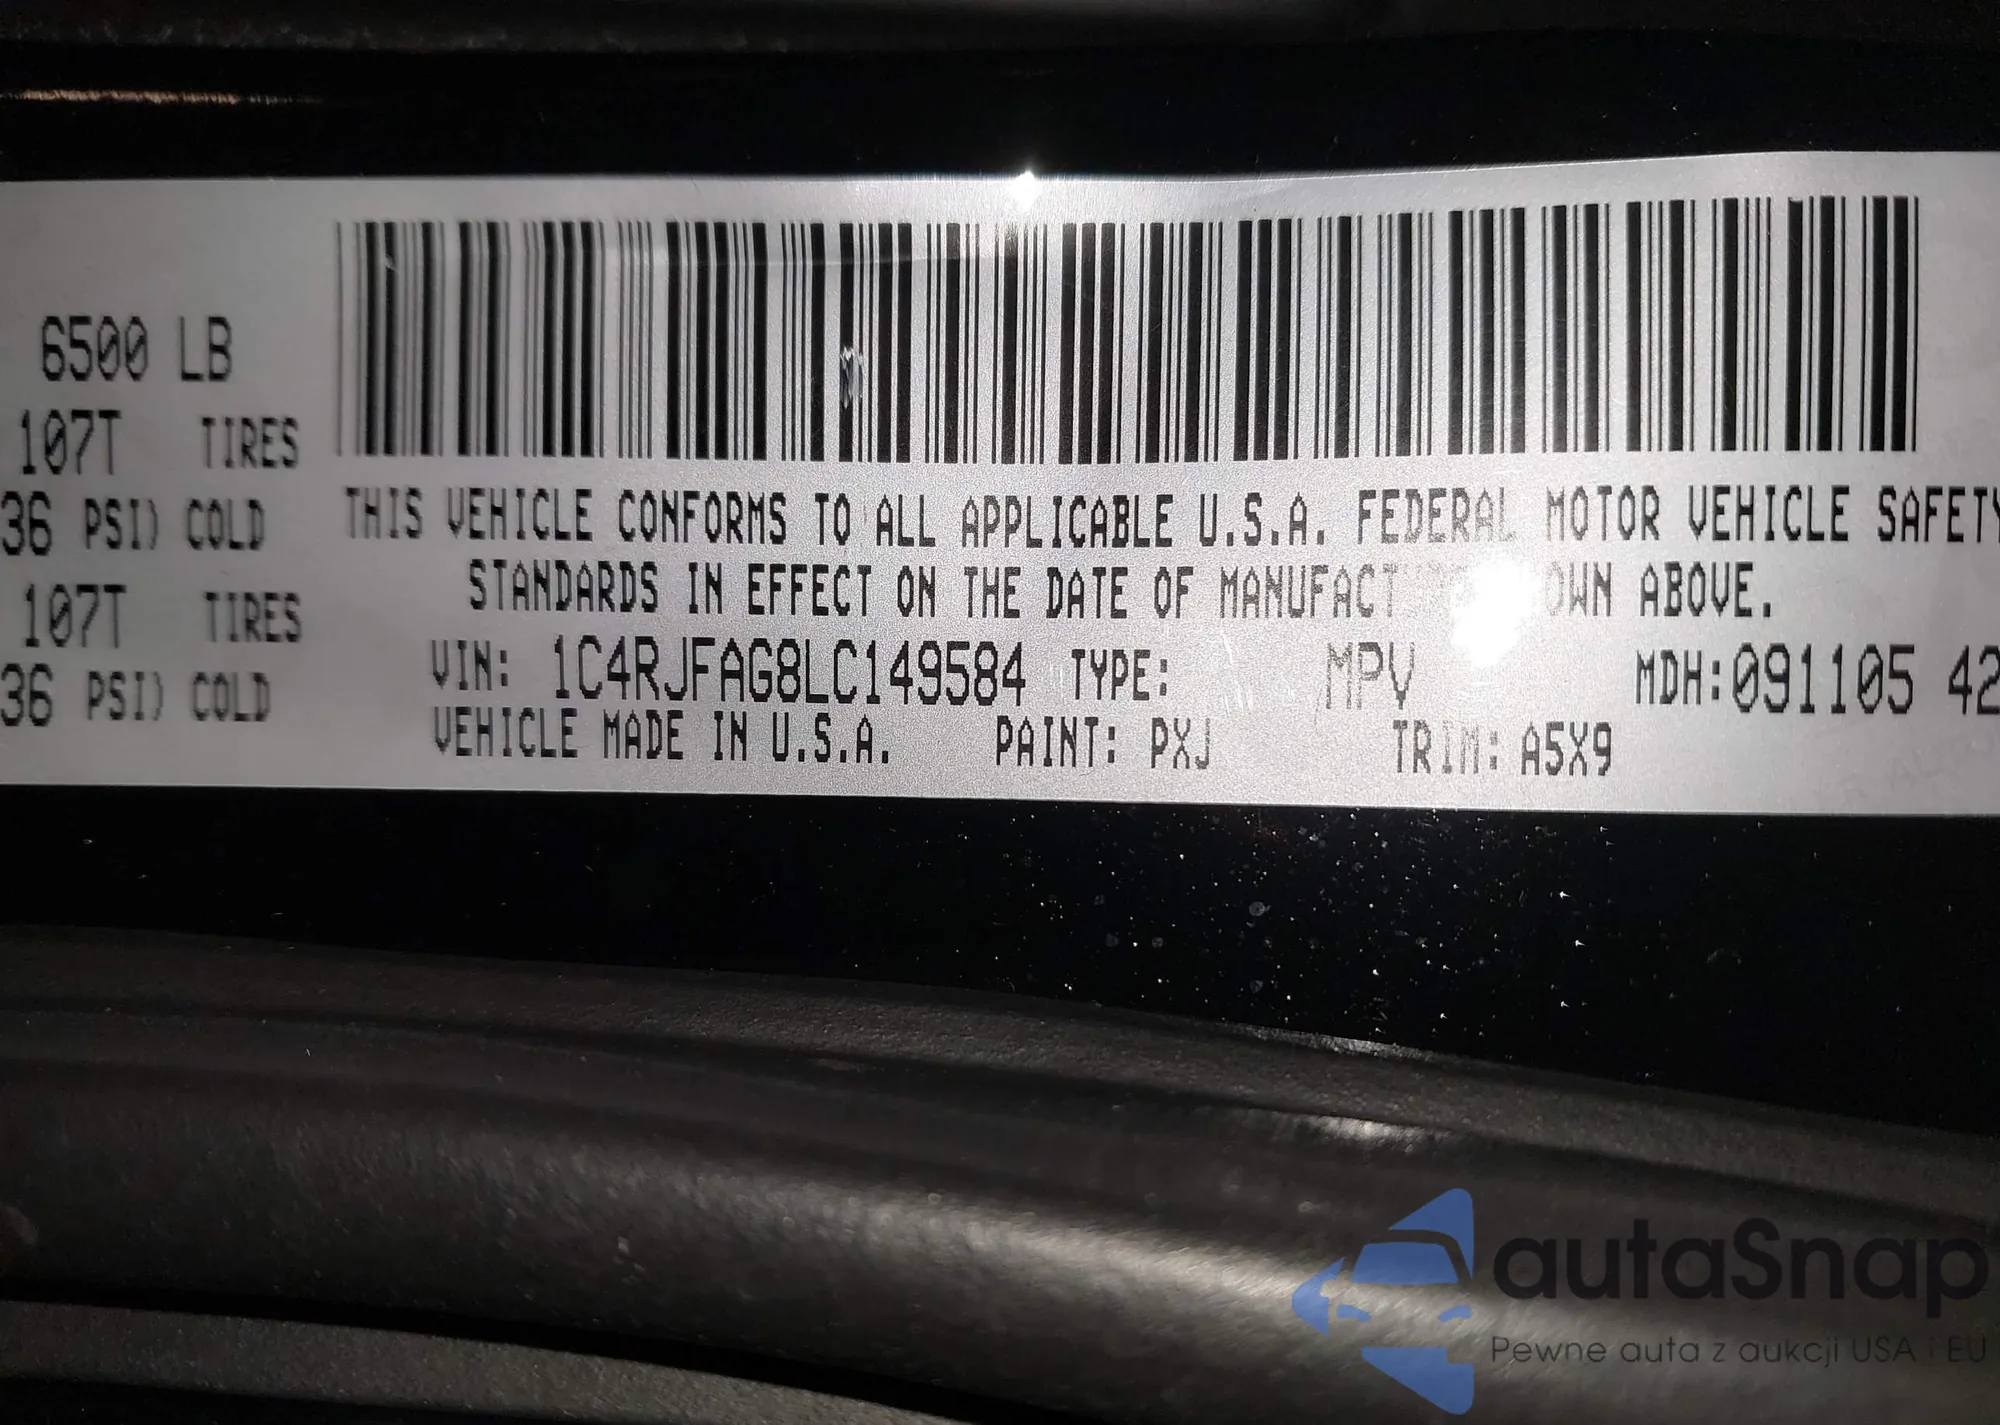 6500 LB
107T TIRES
36 PSI) COLD
107T TIRES
36 PSI) COLD
THIS VEHICLE CONFORMS TO ALL APPLICABLE U.S.A. FEDERAL MOTOR VEHICLE SAFETY
STANDARDS IN EFFECT ON THE DATE OF ABOVE.
VIN: 1C4RJFAG8LC149584 TYPE: MPV MDH:091105 42
VEHICLE MADE IN U.S.A. PAINT: PXJ TRIM: A5X9
autaSnap
Pewne auta z aukcji USA i EU